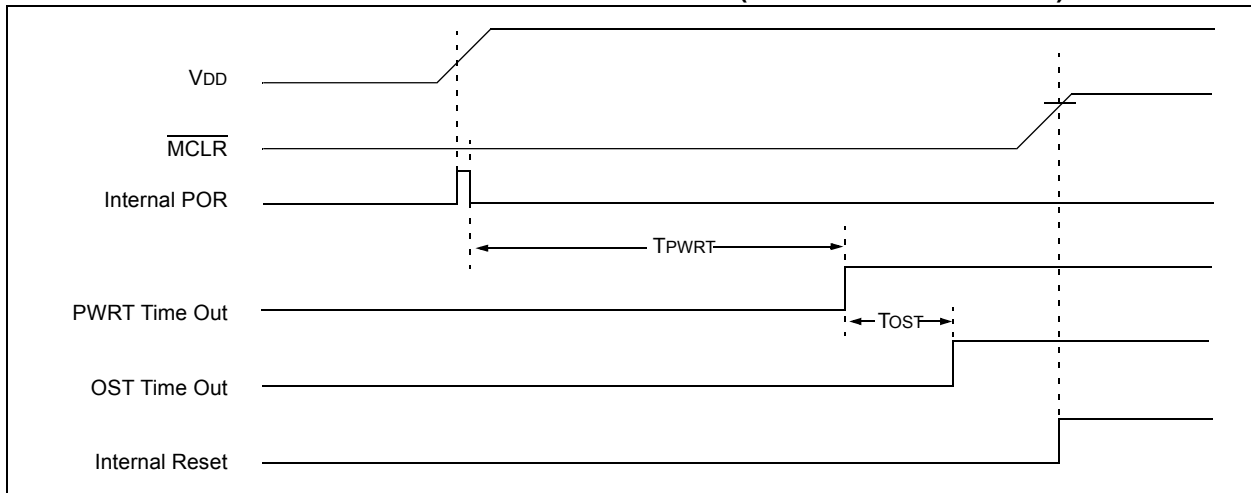 VDD
MCLR
Internal POR
TPWRT
PWRT Time Out
TOST
OST Time Out
Internal Reset